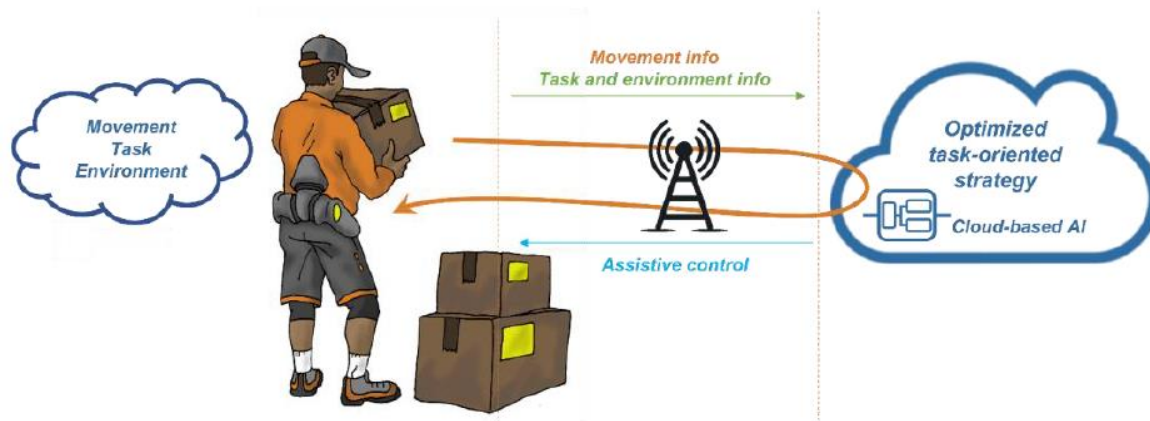 Movement
Task
Environment
Movement info
Task and environment info
Assistive control
Optimized
task-oriented
strategy
Cloud-based AI